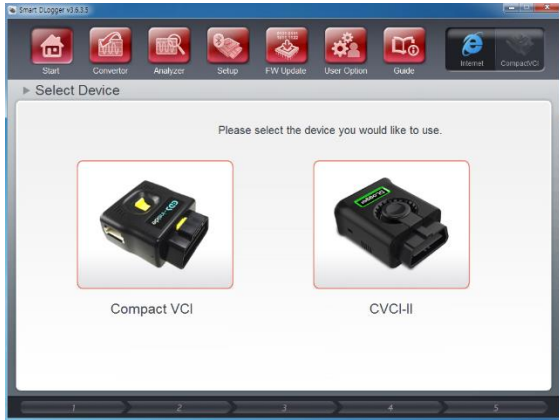 Smart DLogger v3.6.3.5
Start
Convertor
Analyzer
Setup
FW Update
User Option
Guide
Internet
CompactVCI
Select Device
Please select the device you would like to use.
Compact VCI
CVCI-II
1
2
3
4
5